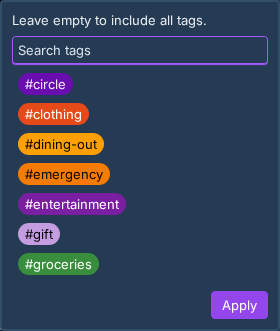 Leave empty to include all tags.
Search tags
#circle
#clothing
#dining-out
#emergency
#entertainment
#gift
#groceries
Apply